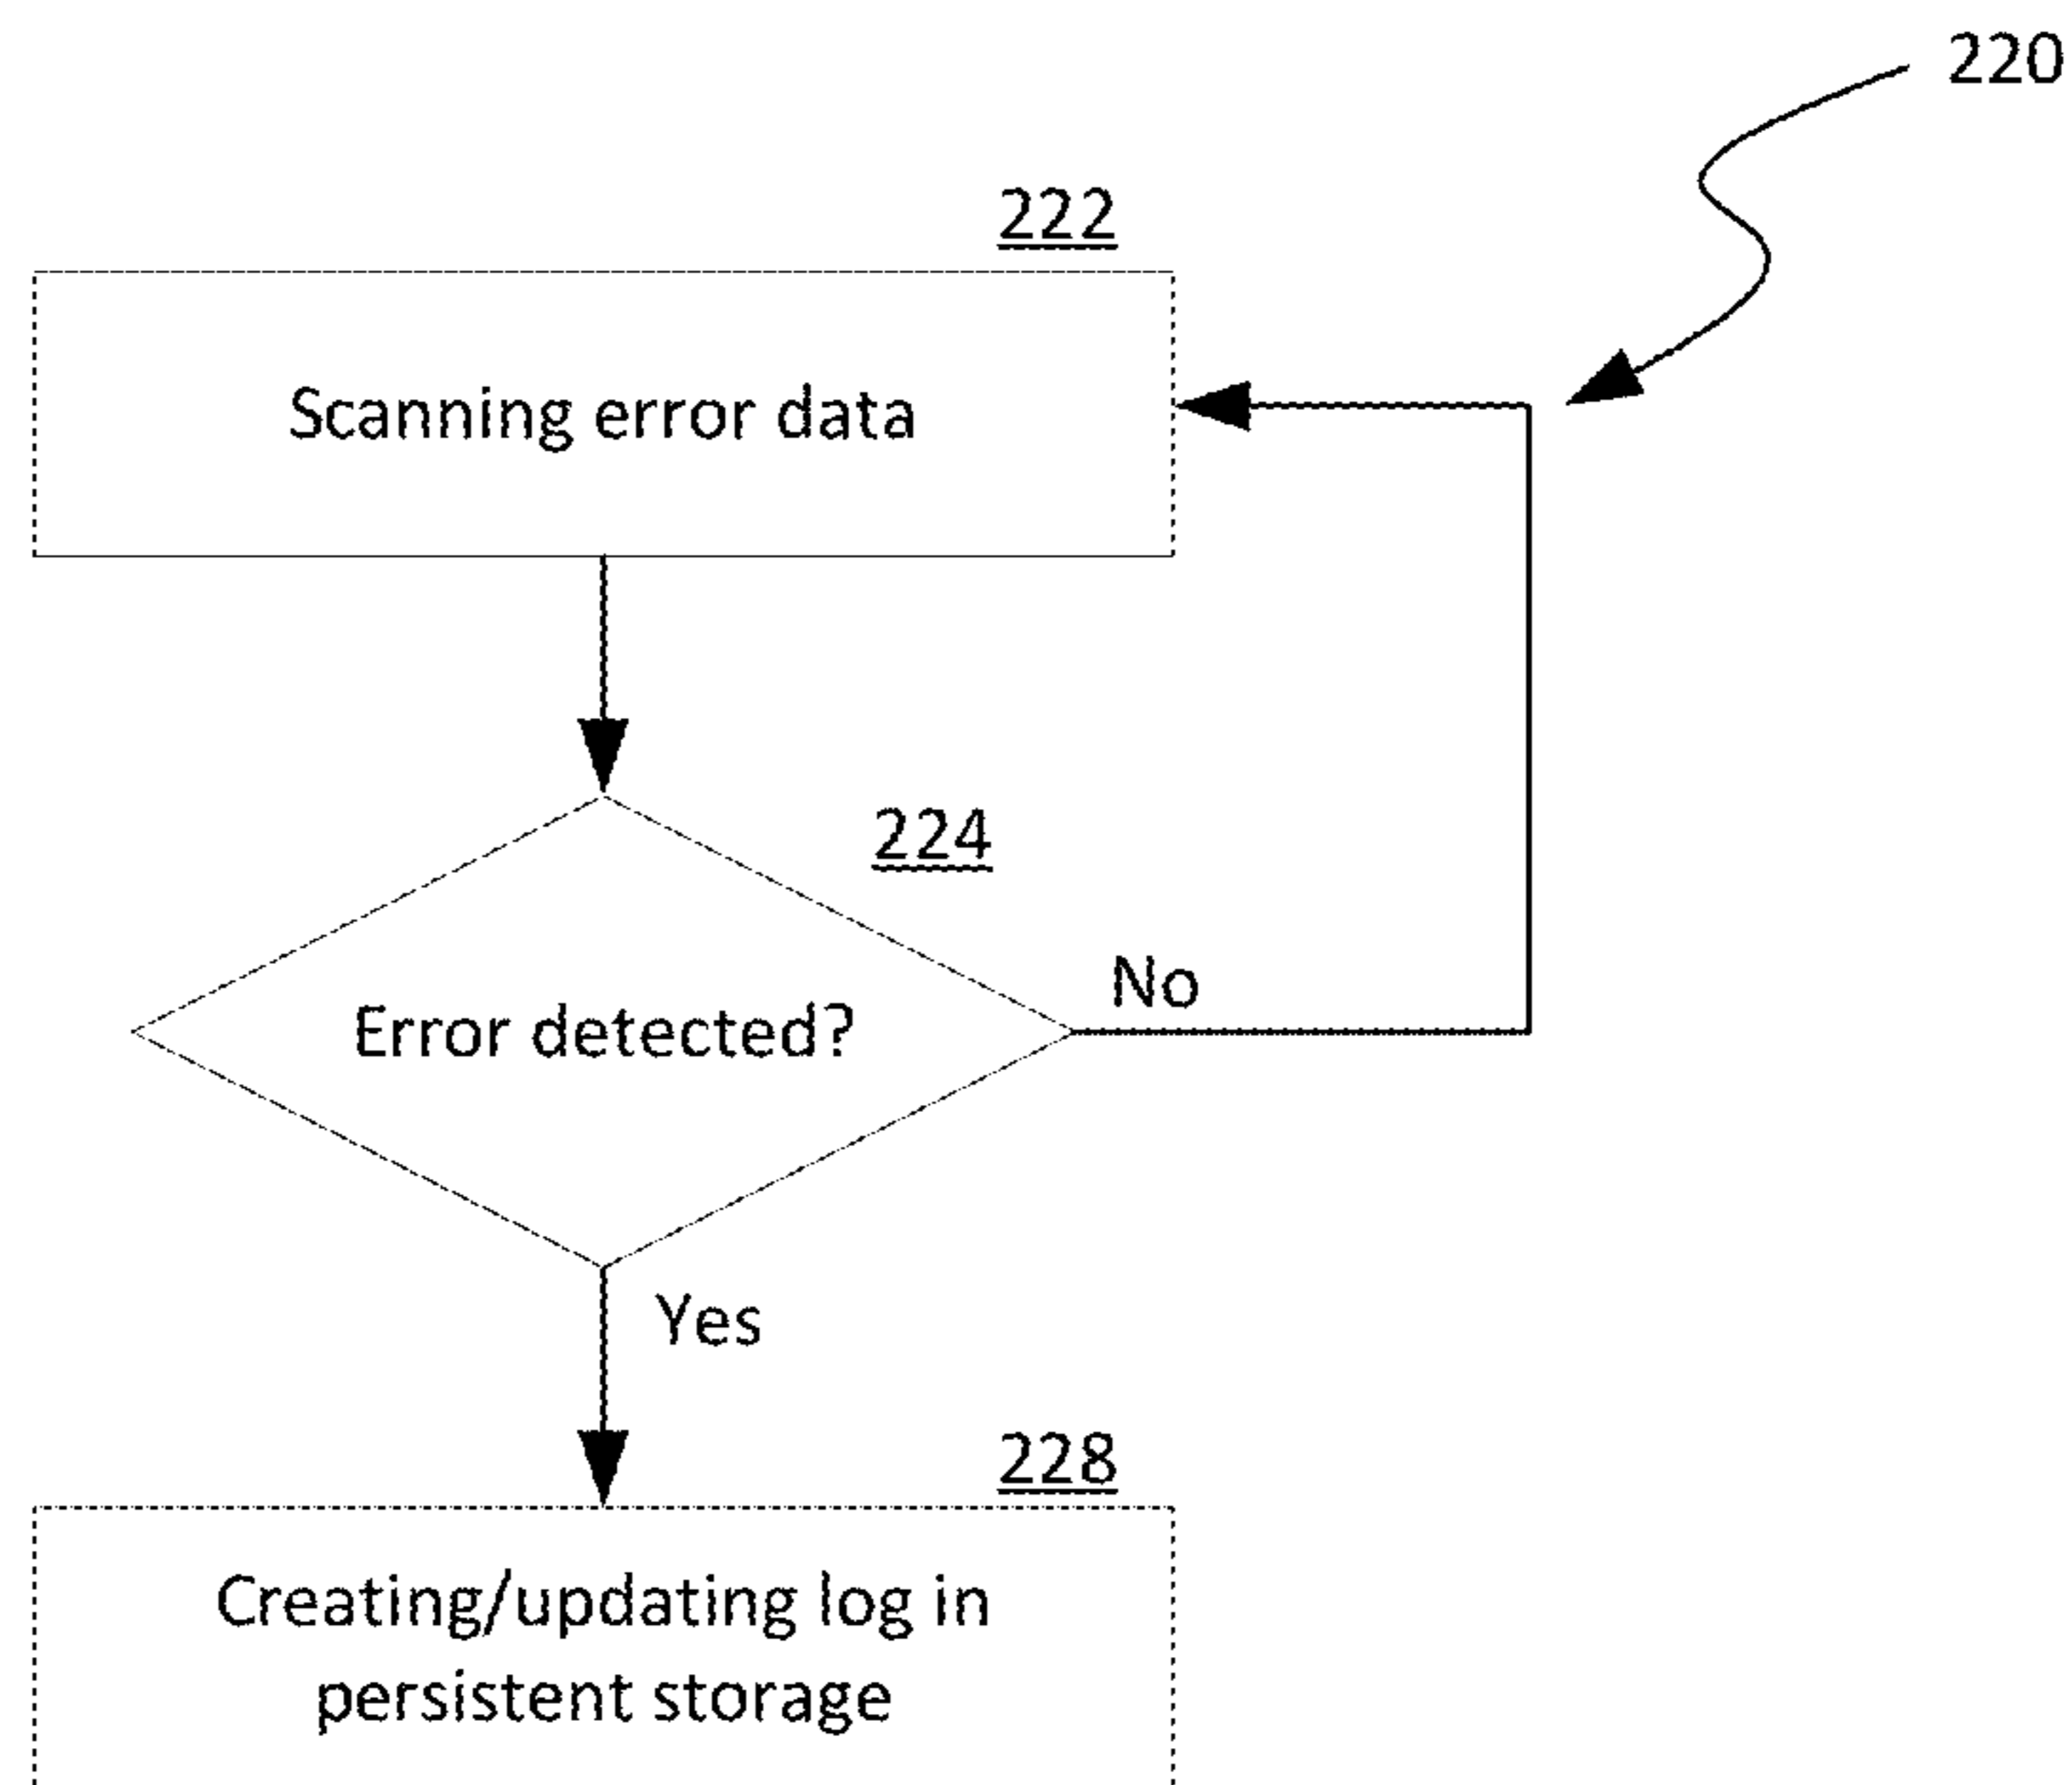 220
222
Scanning error data
224
Error detected?
No
Yes
228
Creating/updating log in
persistent storage